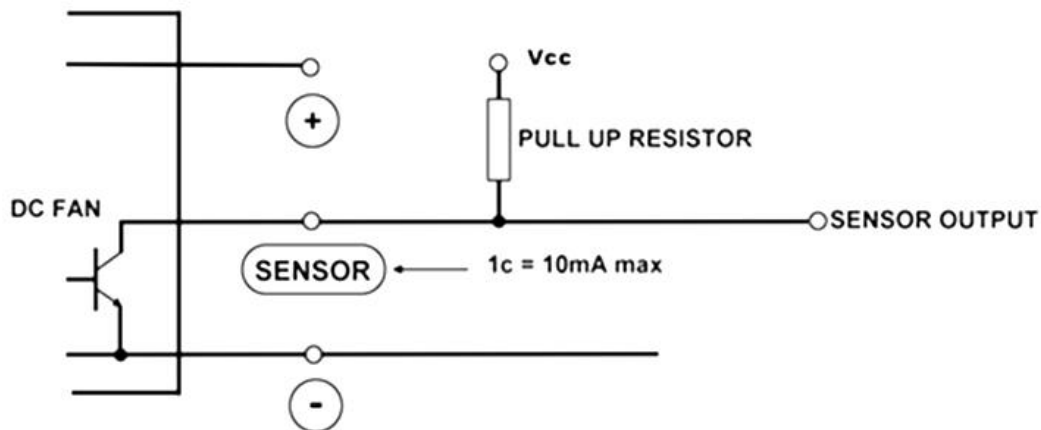 Vcc
+
PULL UP RESISTOR
DC FAN
SENSOR OUTPUT
SENSOR
1c = 10mA max
-